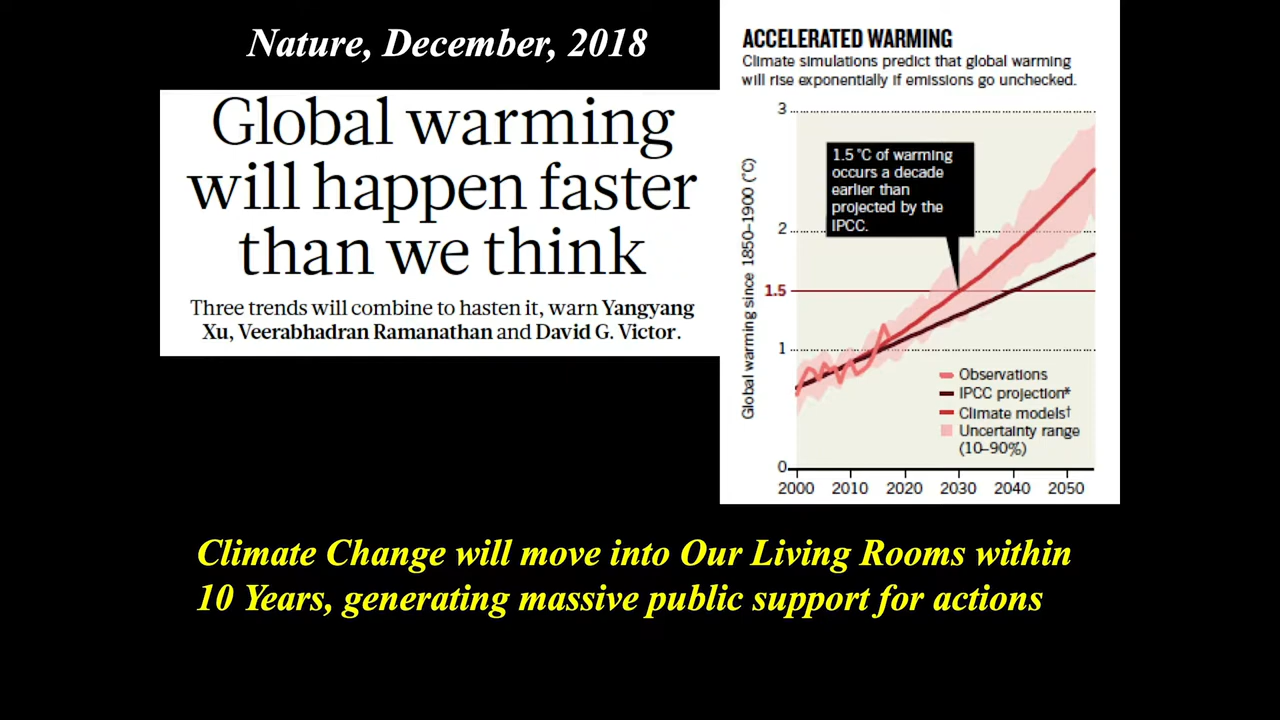 Nature, December, 2018
Global warming
will happen faster
than we think
Three trends will combine to hasten it, warn Yangyang
Xu, Veerabhadran Ramanathan and David G. Victor.
ACCELERATED WARMING
Climate simulations predict that global warming
will rise exponentially if emissions go unchecked.
Global warming since 1850–1900 (°C)
3
2
1.5
1
0
1.5 °C of warming
occurs a decade
earlier than
projected by the
IPCC.
Observations
IPCC projection*
Climate models†
Uncertainty range
(10–90%)
2000 2010 2020 2030 2040 2050
Climate Change will move into Our Living Rooms within
10 Years, generating massive public support for actions